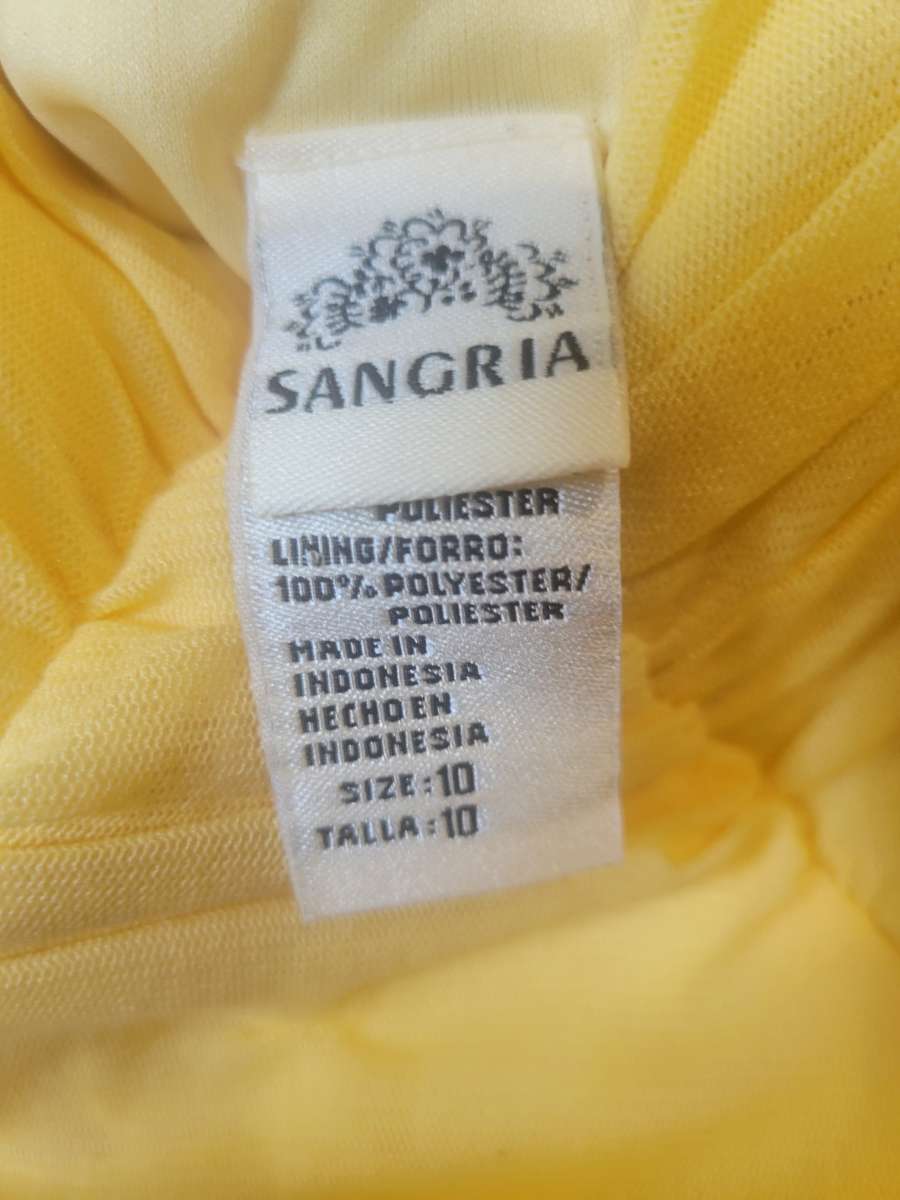 SANGRIA
POLIESTER
LINING/FORRO:
100% POLYESTER/
POLIESTER
MADE IN
INDONESIA
HECHO EN
INDONESIA
SIZE: 10
TALLA: 10